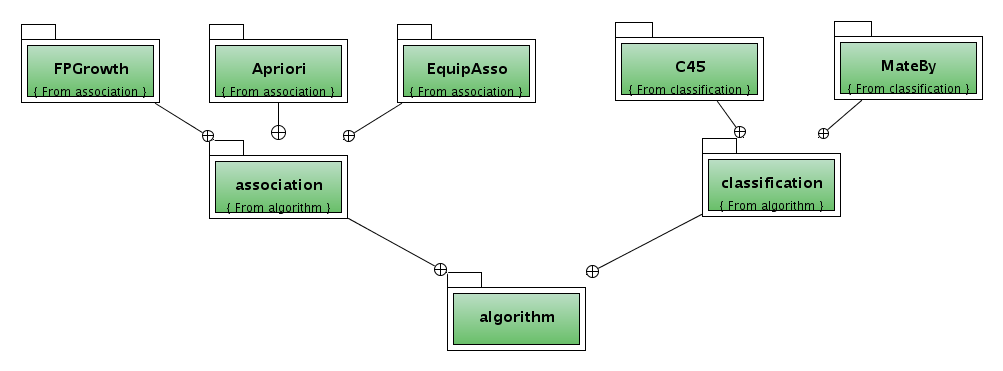 FPGrowth
{ From association }
Apriori
{ From association }
EquipAsso
{ From association }
C45
{ From classification }
MateBy
{ From classification }
association
{ From algorithm }
classification
{ From algorithm }
algorithm